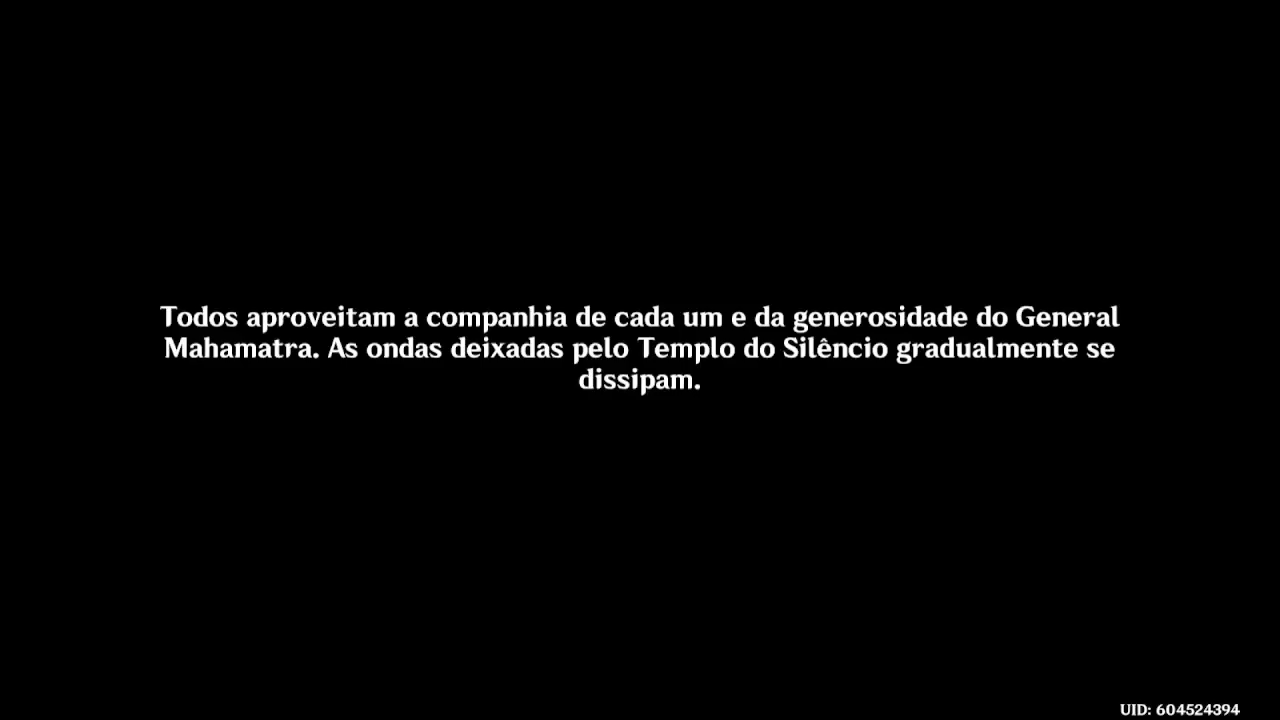 Todos aproveitam a companhia de cada um e da generosidade do General
Mahamatra. As ondas deixadas pelo Templo do Silêncio gradualmente se
dissipam.
UID: 604524394